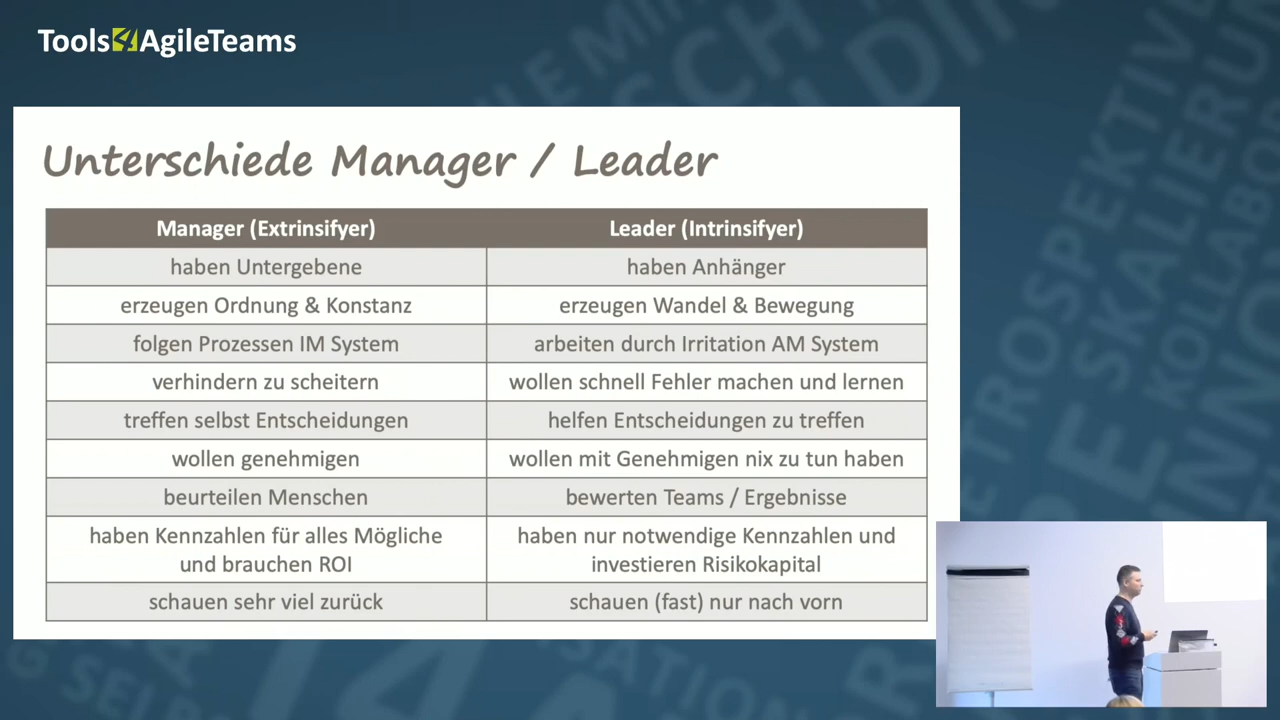 Tools4AgileTeams
Unterschiede Manager / Leader
Manager (Extrinsifyer) Leader (Intrinsifyer)
haben Untergebene haben Anhänger
erzeugen Ordnung & Konstanz erzeugen Wandel & Bewegung
folgen Prozessen IM System arbeiten durch Irritation AM System
verhindern zu scheitern wollen schnell Fehler machen und lernen
treffen selbst Entscheidungen helfen Entscheidungen zu treffen
wollen genehmigen wollen mit Genehmigen nix zu tun haben
beurteilen Menschen bewerten Teams / Ergebnisse
haben Kennzahlen für alles Mögliche haben nur notwendige Kennzahlen und
und brauchen ROI investieren Risikokapital
schauen sehr viel zurück schauen (fast) nur nach vorn